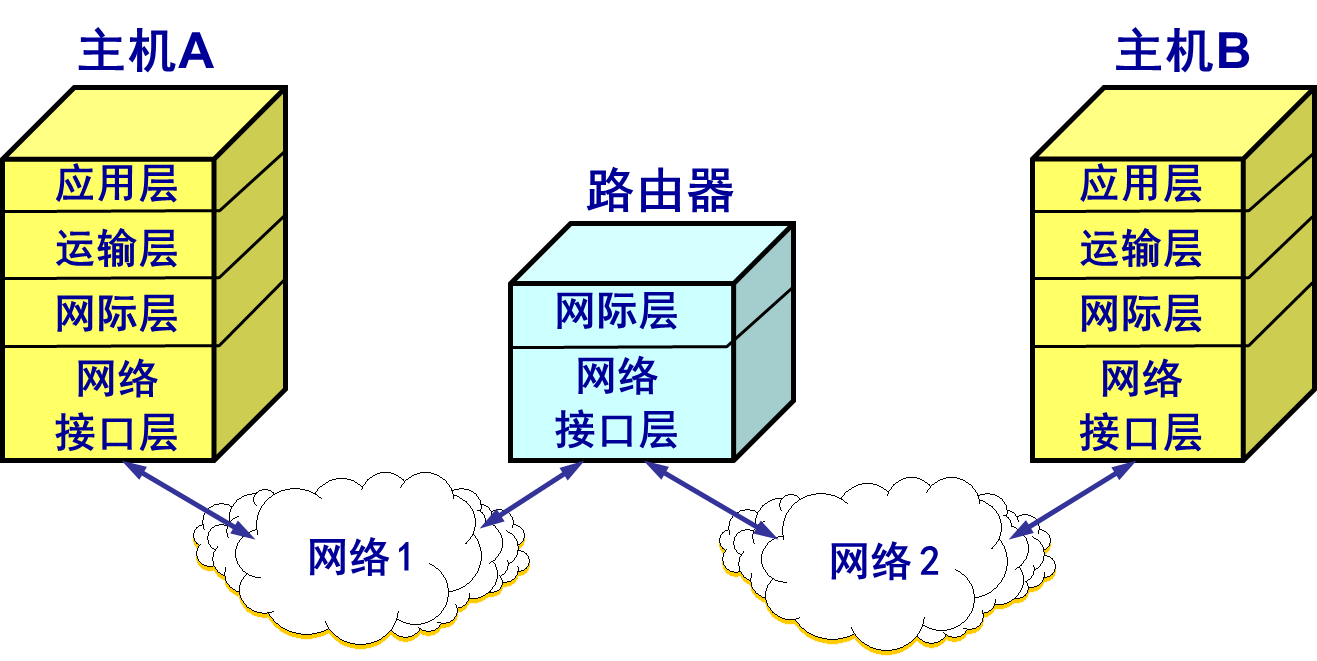 主机A
应用层
运输层
网际层
网络
接口层
路由器
网际层
网络
接口层
主机B
应用层
运输层
网际层
网络
接口层
网络1
网络2